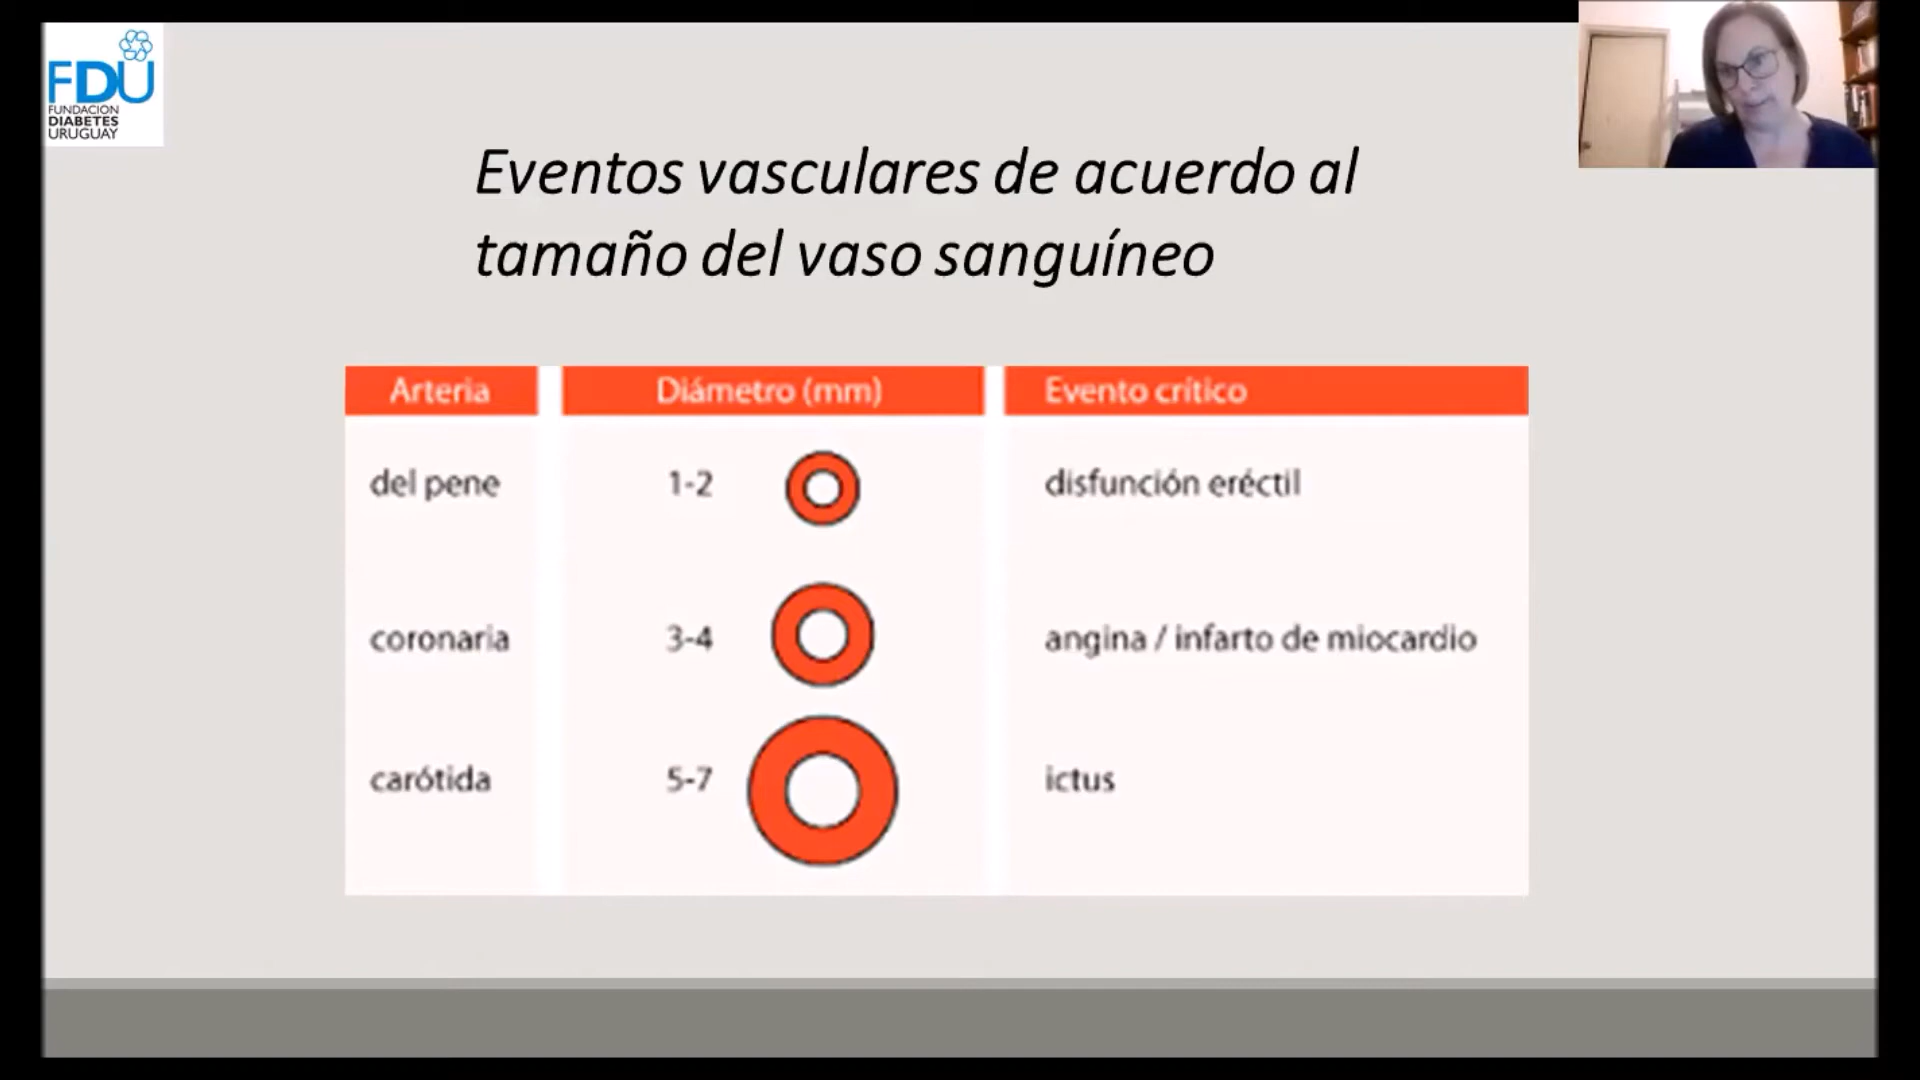 FDU
FUNDACIÓN
DIABETES
URUGUAY
Eventos vasculares de acuerdo al
tamaño del vaso sanguíneo
Arteria Diámetro (mm) Evento crítico
del pene 1-2 disfunción eréctil
coronaria 3-4 angina / infarto de miocardio
carótida 5-7 ictus